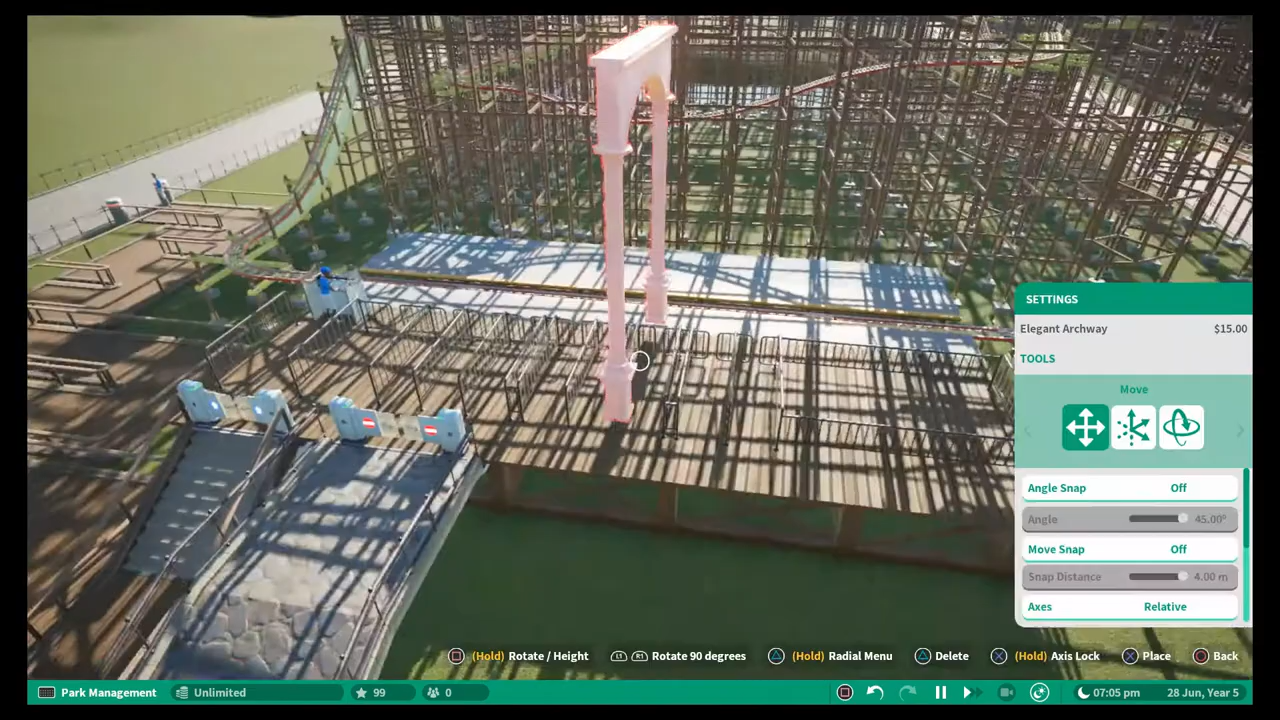 SETTINGS
Elegant Archway $15.00
TOOLS
Move
Angle Snap Off
Angle 45.00°
Move Snap Off
Snap Distance 4.00 m
Axes Relative
(Hold) Rotate / Height L1 R1 Rotate 90 degrees (Hold) Radial Menu Delete (Hold) Axis Lock Place Back
Park Management Unlimited 99 0 07:05 pm 28 Jun, Year 5